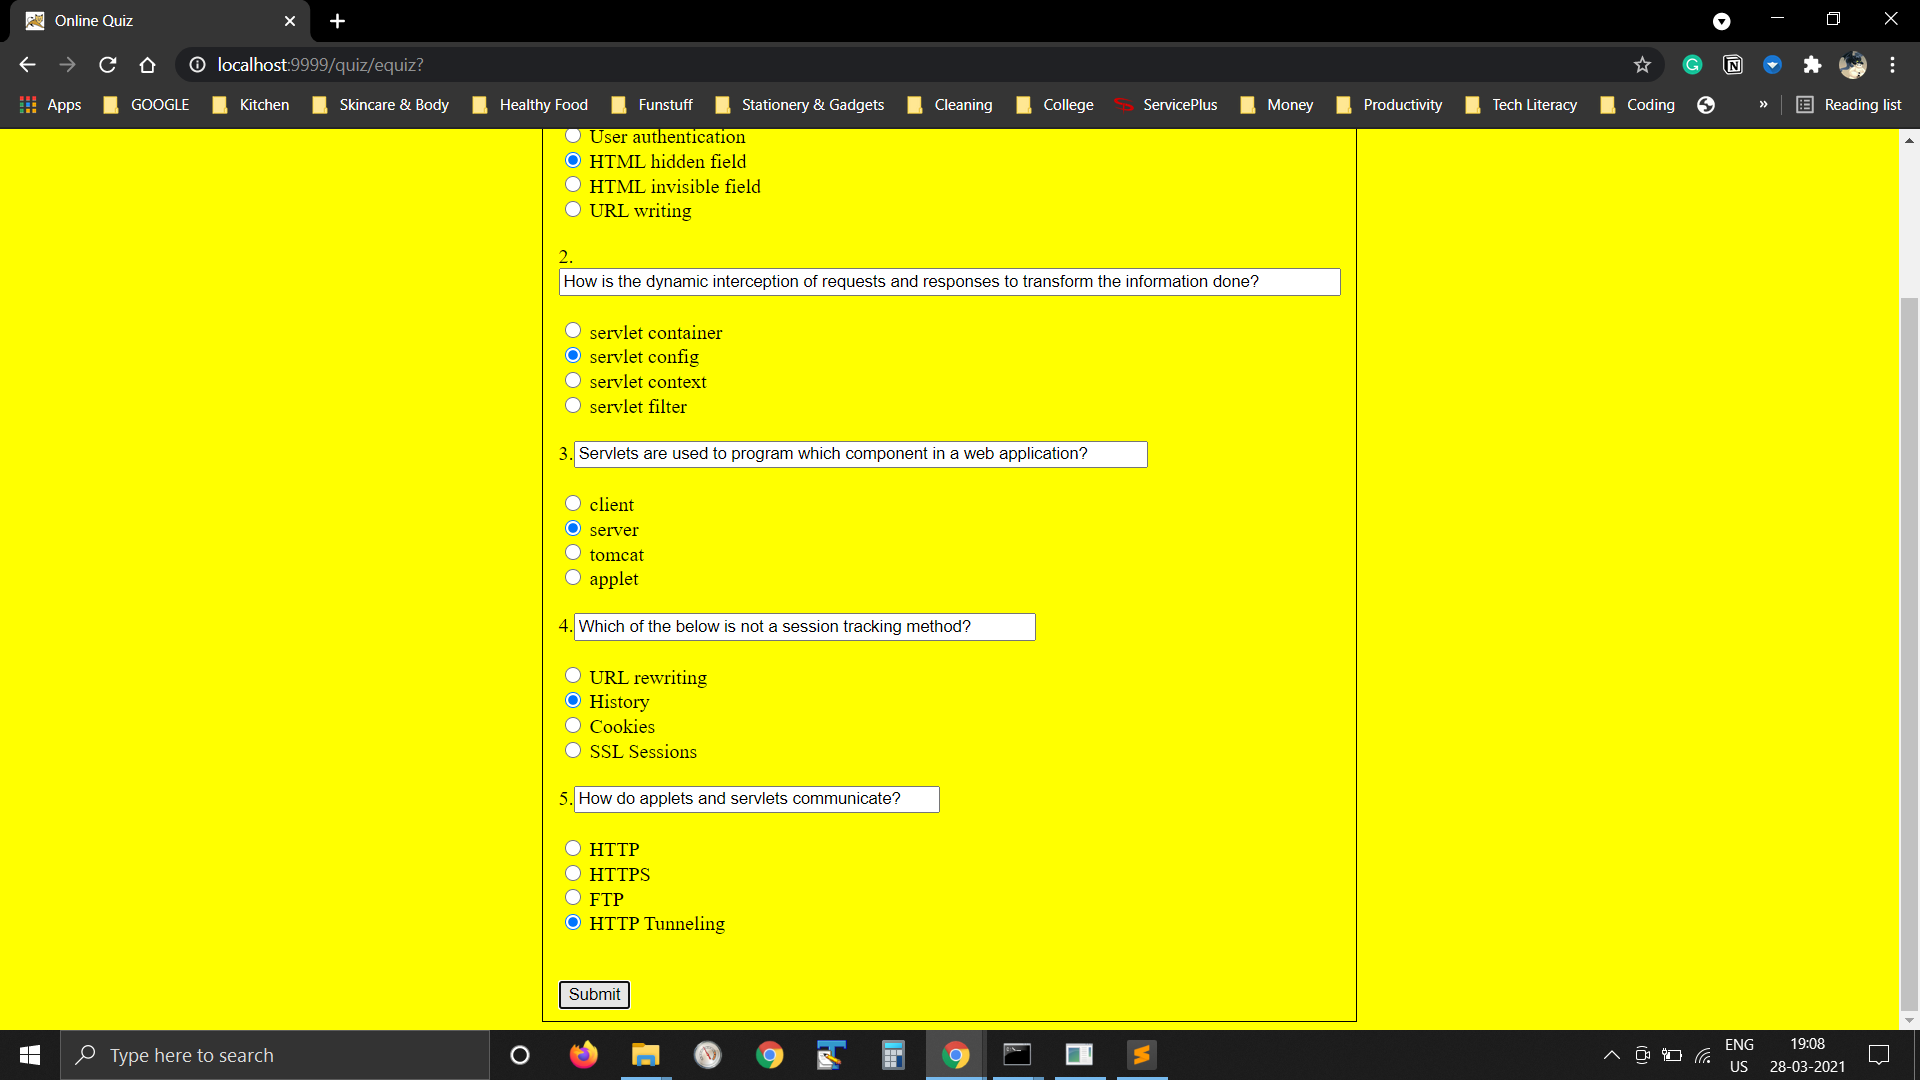 Online Quiz
localhost:9999/quiz/equiz?
Apps GOOGLE Kitchen Skincare & Body Healthy Food Funstuff Stationery & Gadgets Cleaning College ServicePlus Money Productivity Tech Literacy Coding » Reading list
User authentication
HTML hidden field
HTML invisible field
URL writing
2.
How is the dynamic interception of requests and responses to transform the information done?
servlet container
servlet config
servlet context
servlet filter
3. Servlets are used to program which component in a web application?
client
server
tomcat
applet
4. Which of the below is not a session tracking method?
URL rewriting
History
Cookies
SSL Sessions
5. How do applets and servlets communicate?
HTTP
HTTPS
FTP
HTTP Tunneling
Submit
Type here to search
ENG 19:08
US 28-03-2021